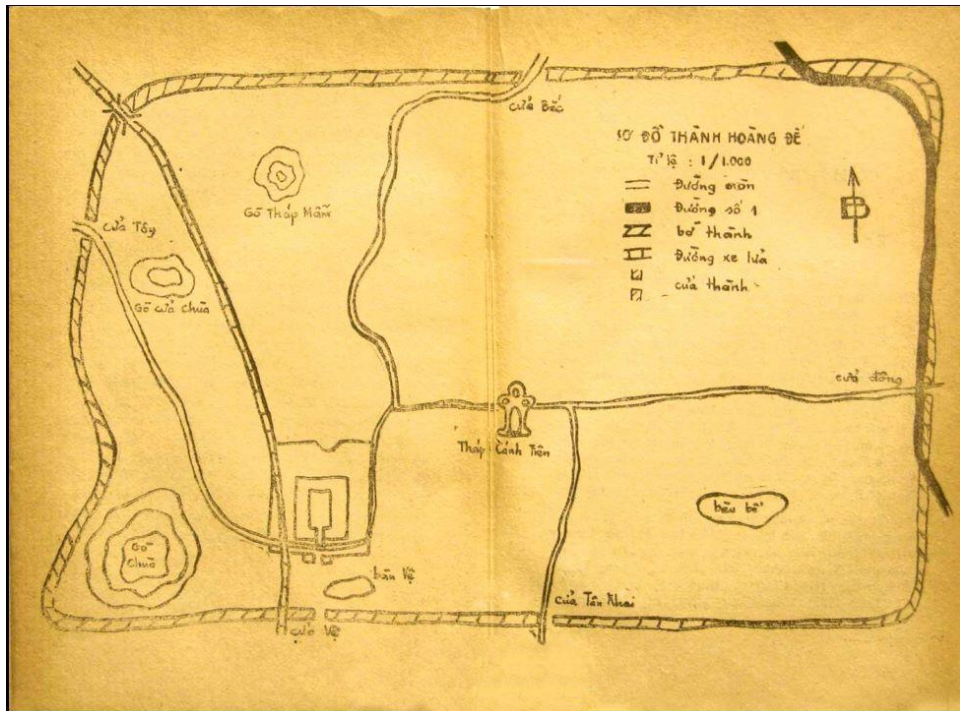 Cửa Bắc
SƠ ĐỒ THÀNH HOÀNG ĐẾ
Tỉ lệ : 1/1.000
Đường mòn
Đường số 1
bờ thành
Đường xe lửa
cửa thành
B
Gò Tháp Mẫm
Cửa Tây
Gò cửa Chùa
cửa đông
Tháp Cánh Tiên
bàu bể
Gò
Chùa
bàu Vệ
Cửa Tân Khai
Cửa Vệ